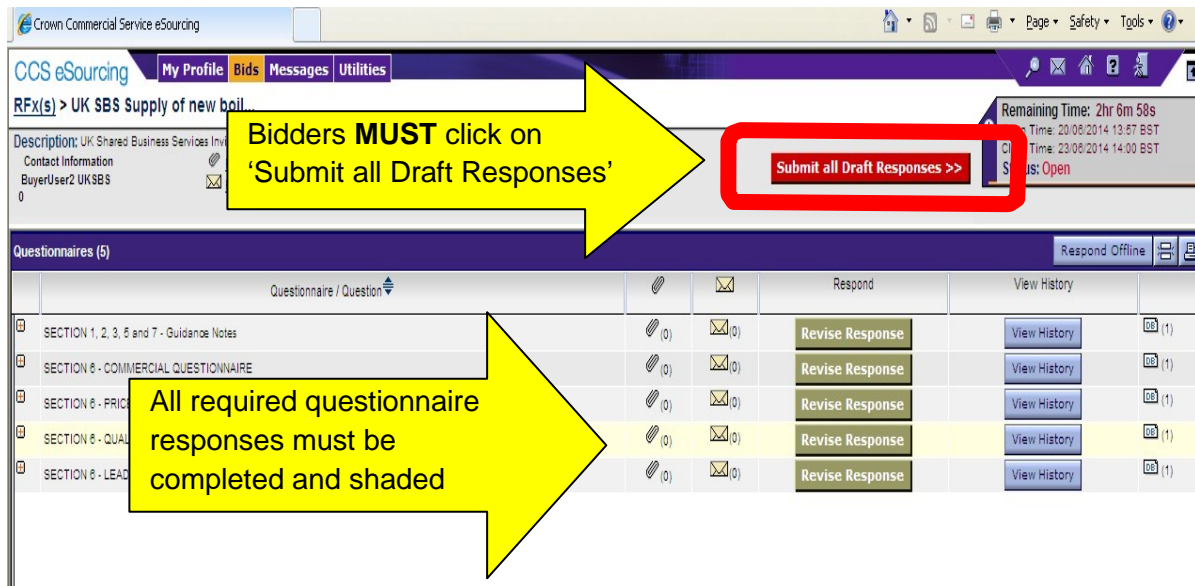 Crown Commercial Service eSourcing
Page Safety Tools
CCS eSourcing My Profile Bids Messages Utilities
RFx(s) > UK SBS Supply of new boil...
Remaining Time: 2hr 6m 58s
Time: 20/06/2014 13:57 BST
Description: UK Shared Business Services Invi
Time: 23/06/2014 14:00 BST
Contact Information
Open
BuyerUser2 UKSBS
0
Bidders MUST click on
'Submit all Draft Responses'
Submit all Draft Responses >>
Questionnaires (5) Respond Offline
Questionnaire / Question Respond View History
SECTION 1, 2, 3, 5 and 7 - Guidance Notes (0) (0) Revise Response View History (1)
SECTION 6 - COMMERCIAL QUESTIONNAIRE (0) (0) Revise Response View History (1)
SECTION 6 - PRICE (0) (0) Revise Response View History (1)
SECTION 6 - QUAL (0) (0) Revise Response View History (1)
SECTION 6 - LEAD (0) (0) Revise Response View History (1)
All required questionnaire
responses must be
completed and shaded